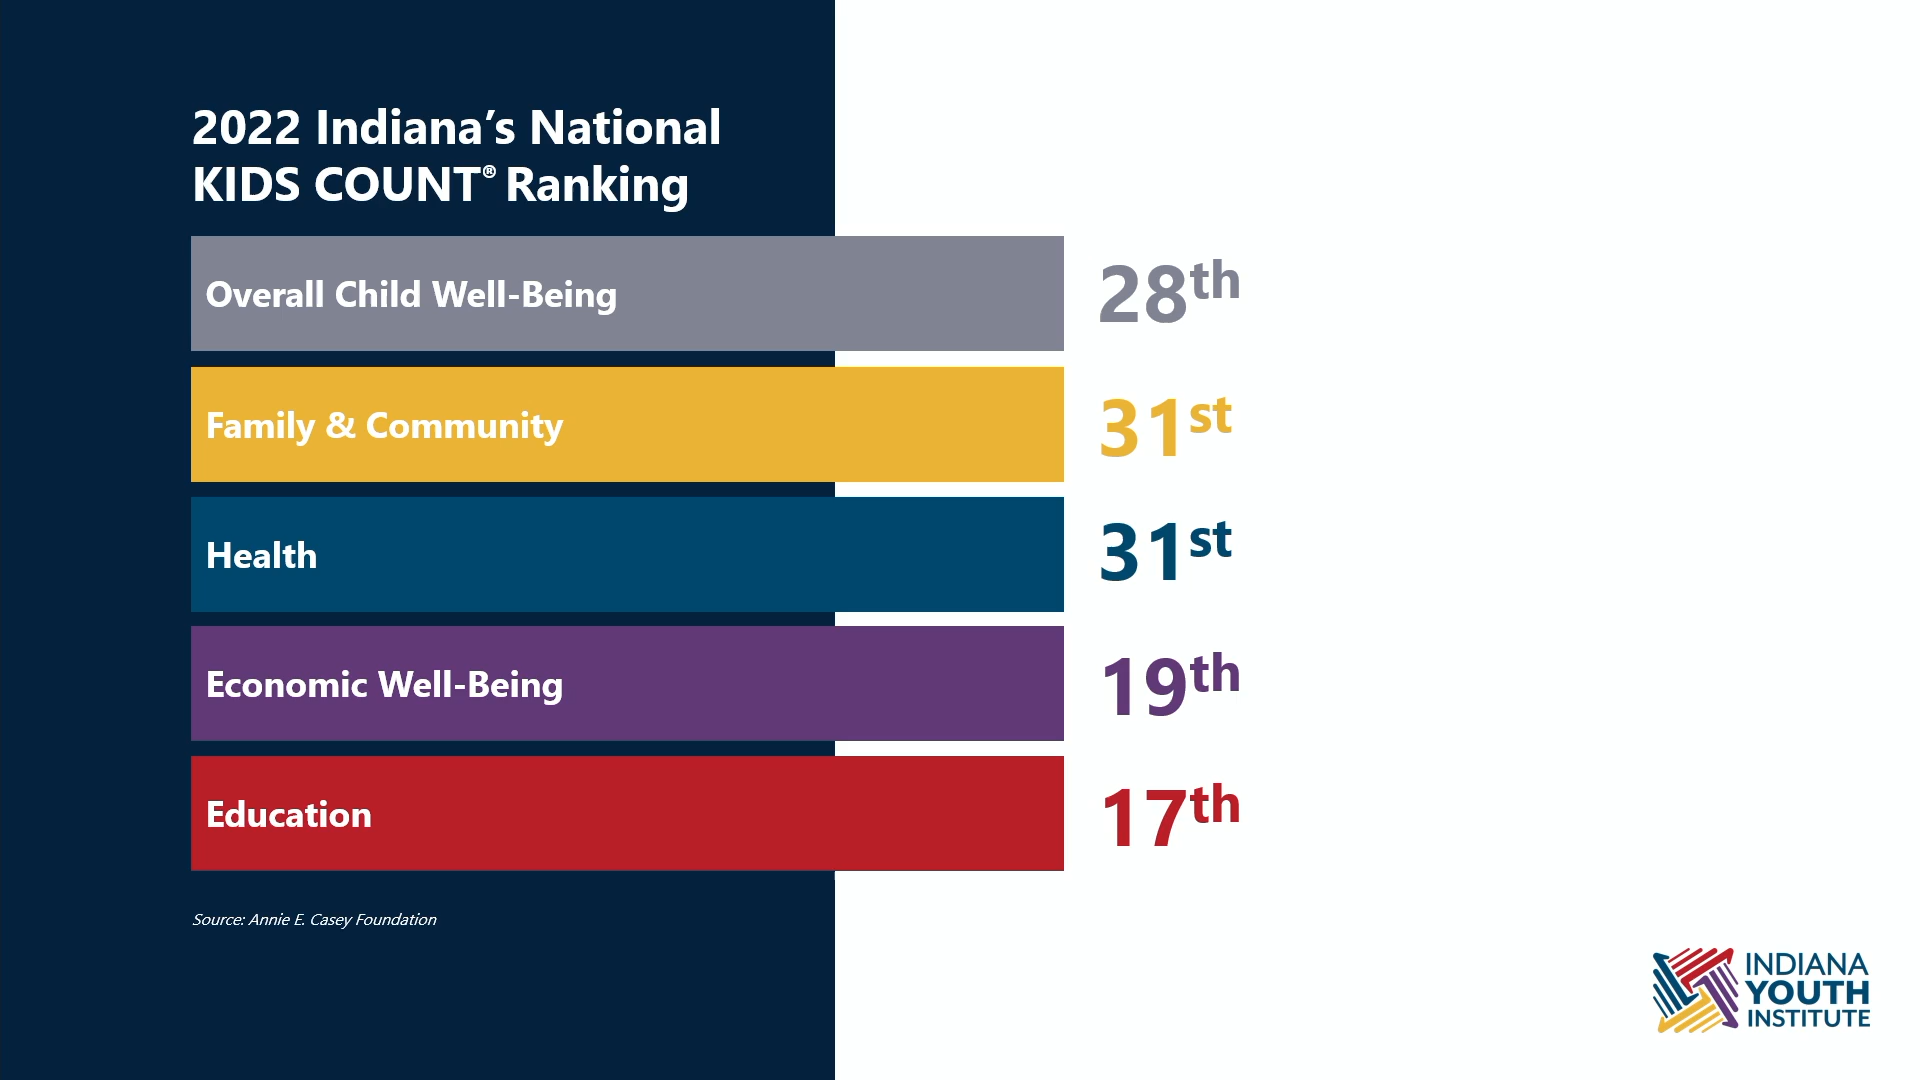 2022 Indiana’s National
KIDS COUNT® Ranking
Overall Child Well-Being
28th
Family & Community
31st
Health
31st
Economic Well-Being
19th
Education
17th
Source: Annie E. Casey Foundation
INDIANA
YOUTH
INSTITUTE